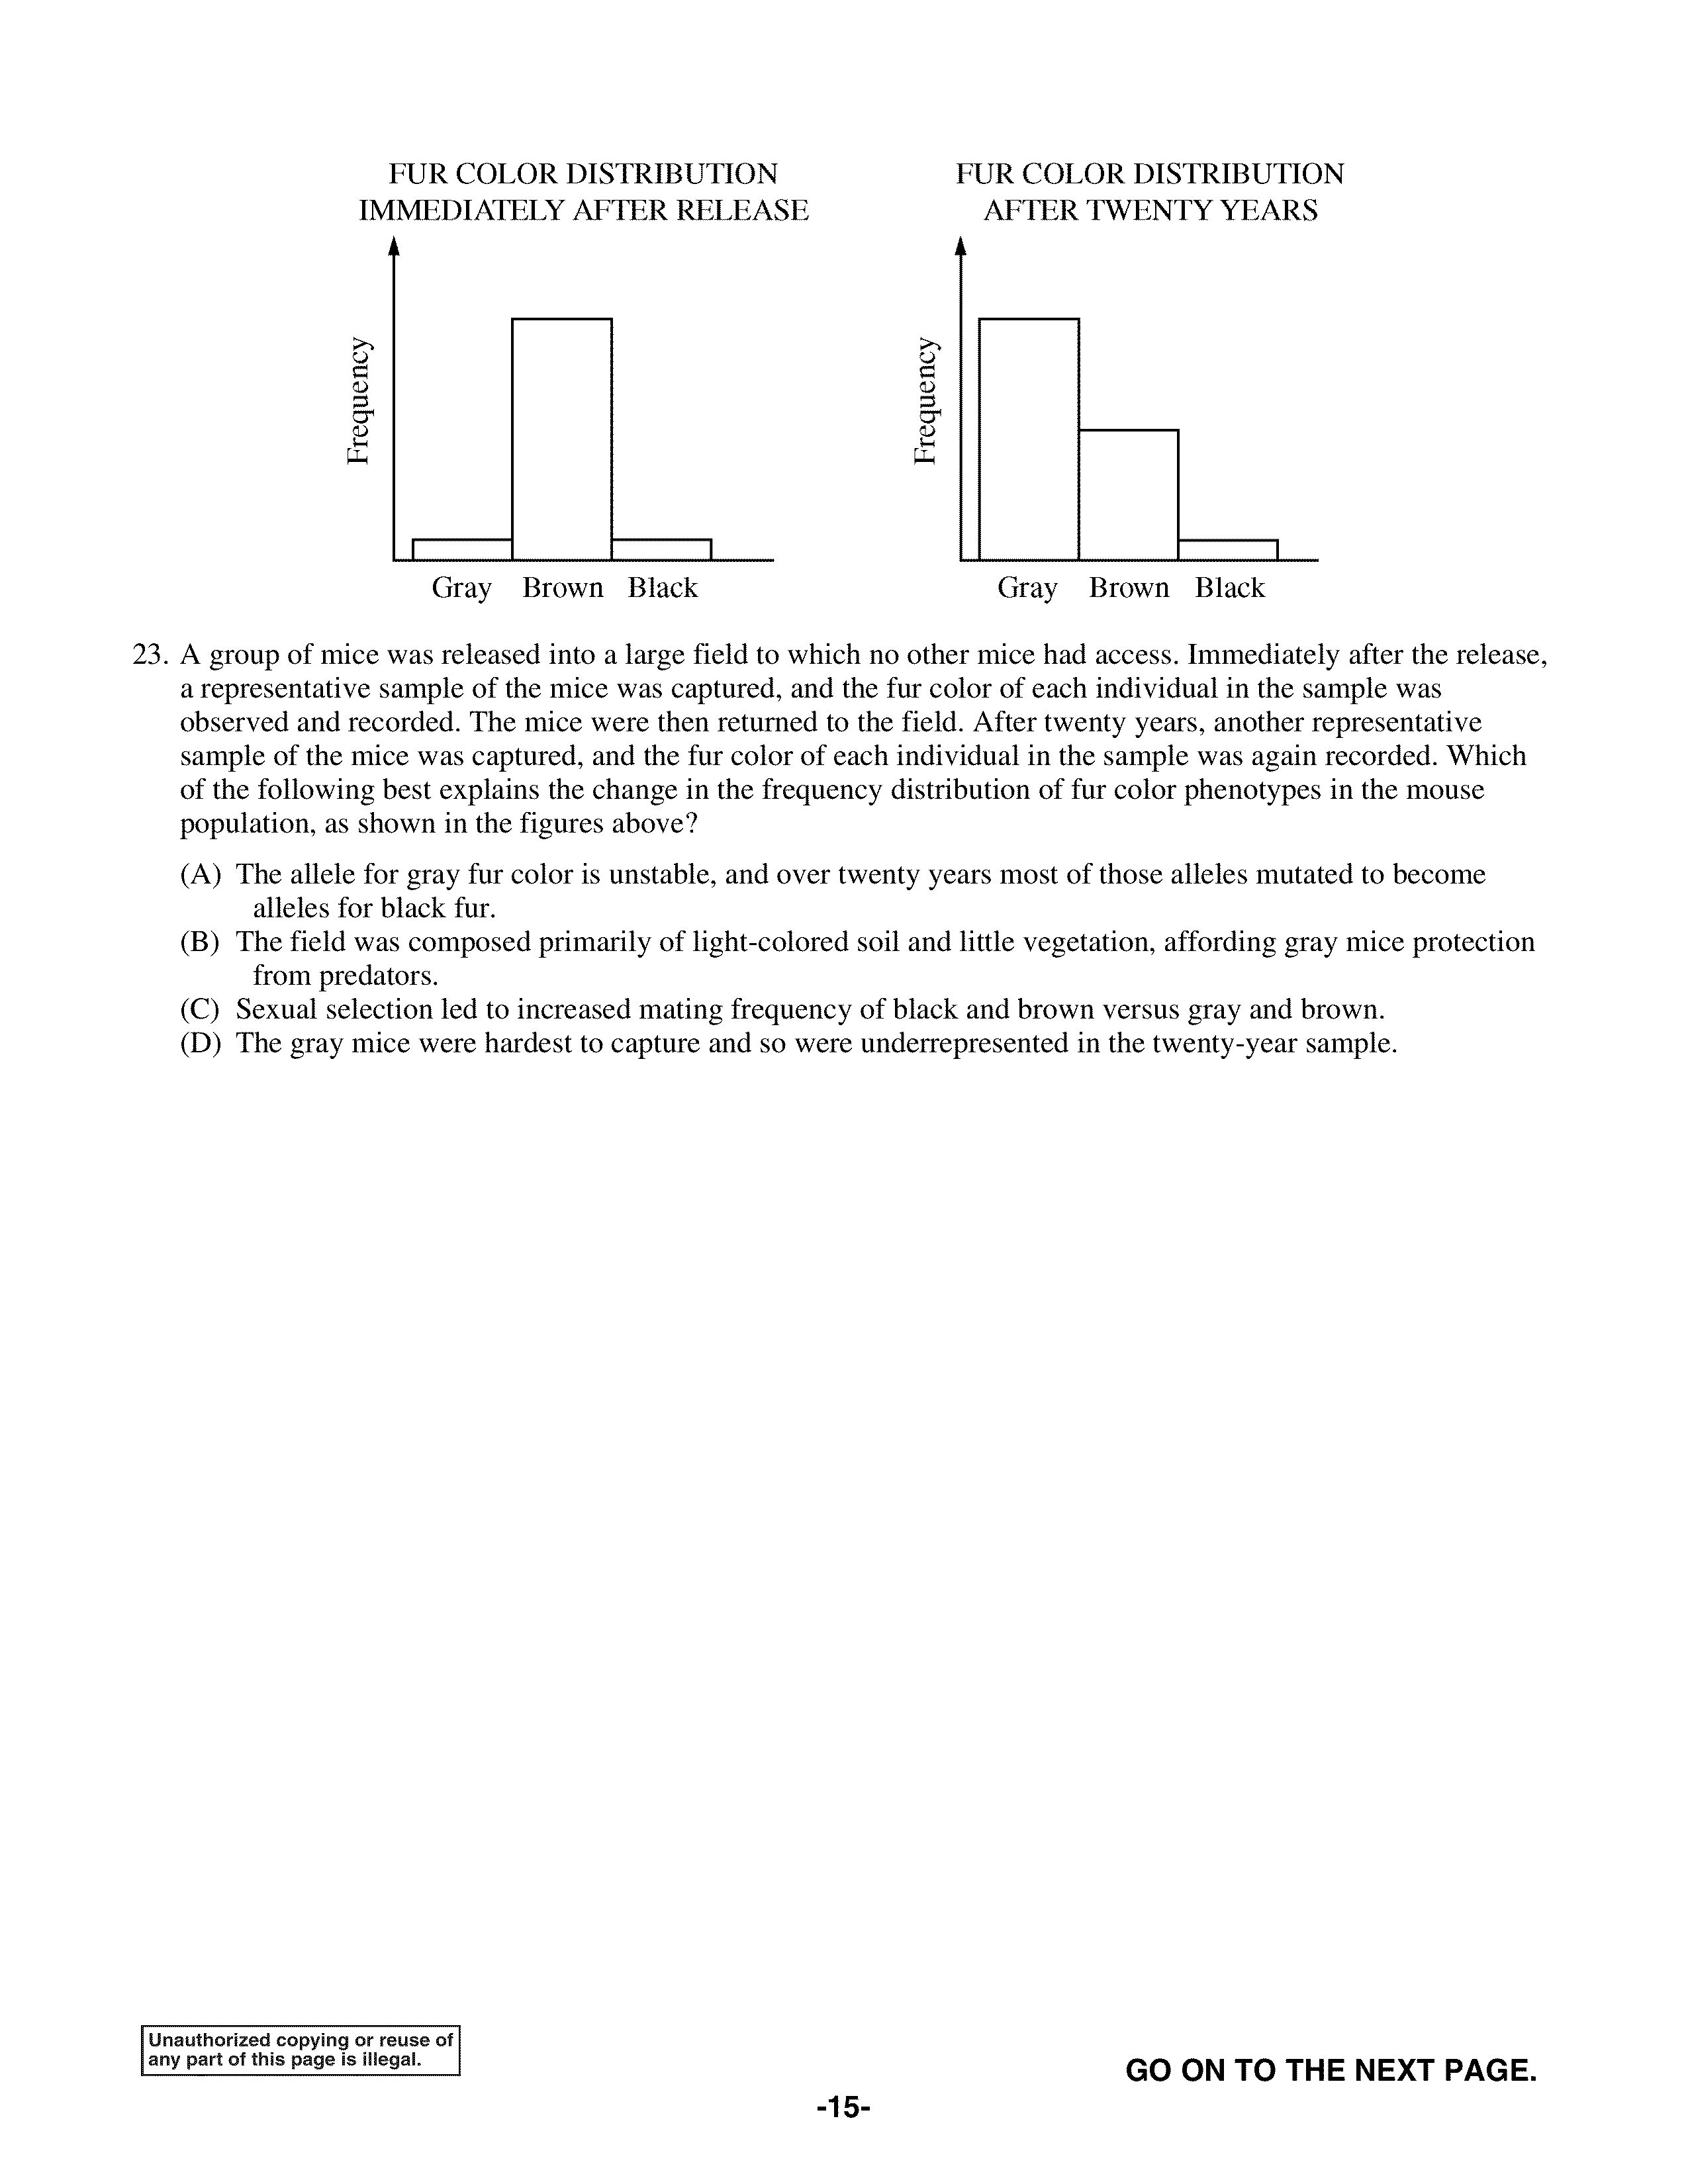 FUR COLOR DISTRIBUTION
IMMEDIATELY AFTER RELEASE
Frequency
Gray Brown Black
FUR COLOR DISTRIBUTION
AFTER TWENTY YEARS
Frequency
Gray Brown Black
23. A group of mice was released into a large field to which no other mice had access. Immediately after the release,
a representative sample of the mice was captured, and the fur color of each individual in the sample was
observed and recorded. The mice were then returned to the field. After twenty years, another representative
sample of the mice was captured, and the fur color of each individual in the sample was again recorded. Which
of the following best explains the change in the frequency distribution of fur color phenotypes in the mouse
population, as shown in the figures above?
(A) The allele for gray fur color is unstable, and over twenty years most of those alleles mutated to become
alleles for black fur.
(B) The field was composed primarily of light-colored soil and little vegetation, affording gray mice protection
from predators.
(C) Sexual selection led to increased mating frequency of black and brown versus gray and brown.
(D) The gray mice were hardest to capture and so were underrepresented in the twenty-year sample.
Unauthorized copying or reuse of
any part of this page is illegal.
GO ON TO THE NEXT PAGE.
-15-